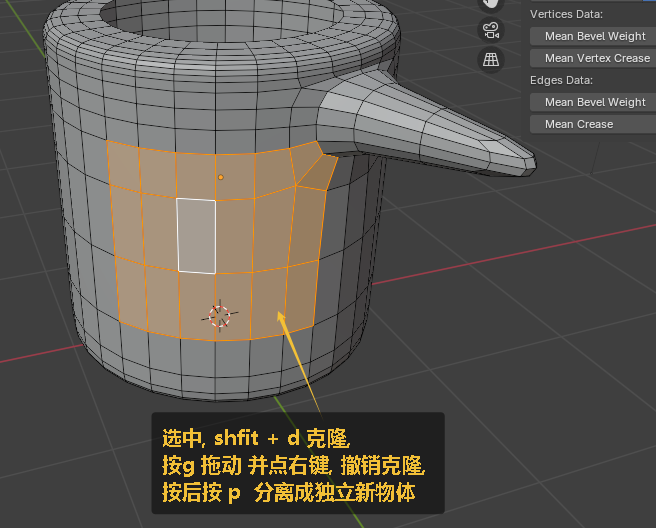 Vertices Data:
Mean Bevel Weight
Mean Vertex Crease
Edges Data:
Mean Bevel Weight
Mean Crease
选中, shfit + d 克隆,
按g 拖动 并点右键, 撤销克隆,
按后按 p 分离成独立新物体